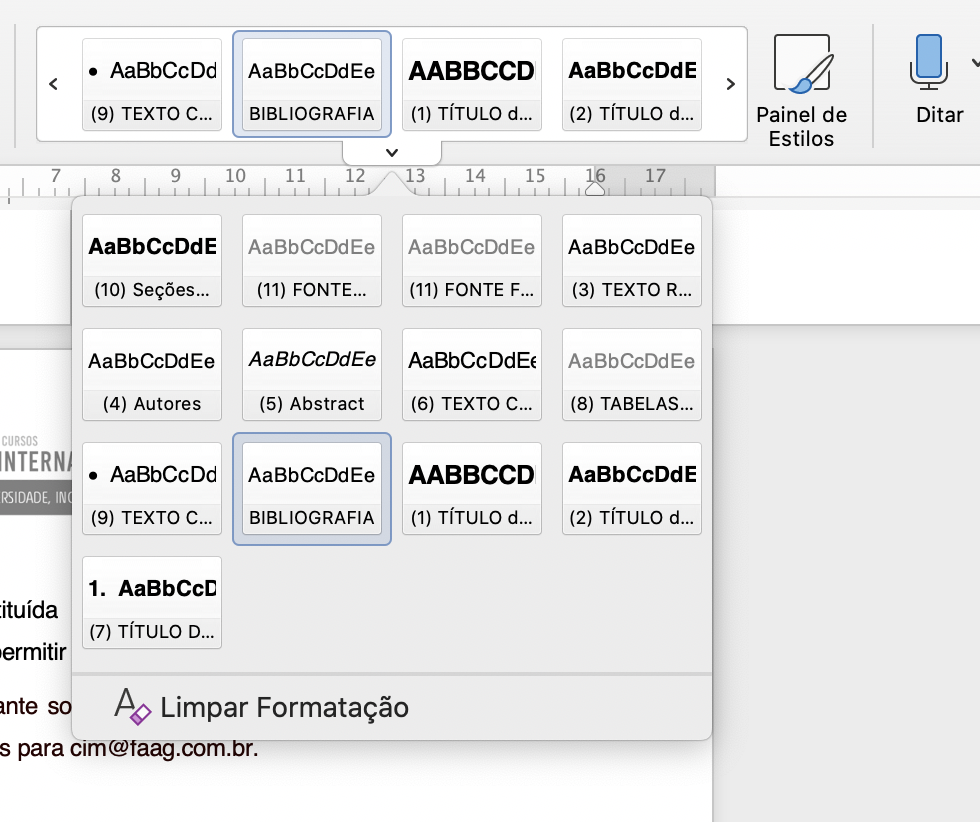 AaBbCcDd
AaBbCcDdEe
AABBCCD
AaBbCcDdE
(9) TEXTO C...
BIBLIOGRAFIA
(1) TÍTULO d...
(2) TÍTULO d...
Painel de
Estilos
Ditar
7 8 9 10 11 12 13 14 15 16 17
AaBbCcDdE
AaBbCcDdEe
AaBbCcDdEe
AaBbCcDdEe
(10) Seções...
(11) FONTE...
(11) FONTE F...
(3) TEXTO R...
AaBbCcDdEe
AaBbCcDdEe
AaBbCcDdEe
AaBbCcDdEe
(4) Autores
(5) Abstract
(6) TEXTO C...
(8) TABELAS...
CURSOS
INTERNA
RSIDADE, INC
• AaBbCcDd
AaBbCcDdEe
AABBCCD
AaBbCcDdE
(9) TEXTO C...
BIBLIOGRAFIA
(1) TÍTULO d...
(2) TÍTULO d...
1. AaBbCcD
(7) TÍTULO D...
tituída
permitir
ante so
Limpar Formatação
s para cim@faag.com.br.